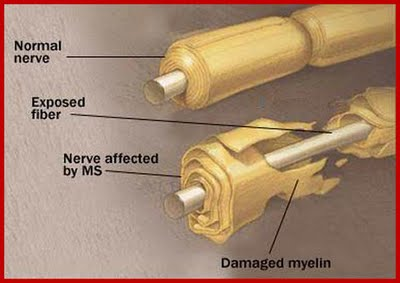 Normal
nerve
Exposed
fiber
Nerve affected
by MS
Damaged myelin